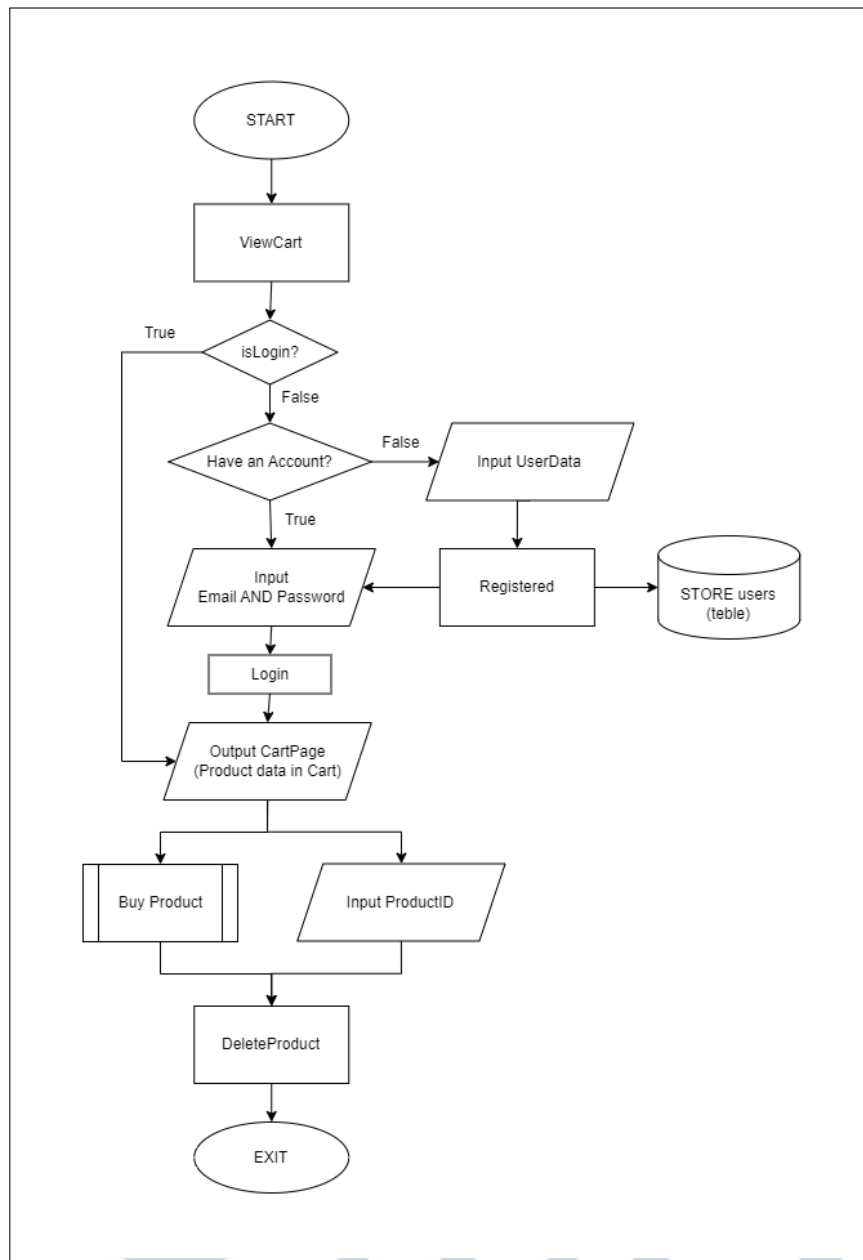 START
ViewCart
True
isLogin?
False
Have an Account?
False
Input UserData
True
Input
Email AND Password
Registered
STORE users
(teble)
Login
Output CartPage
(Product data in Cart)
Buy Product
Input ProductID
DeleteProduct
EXIT